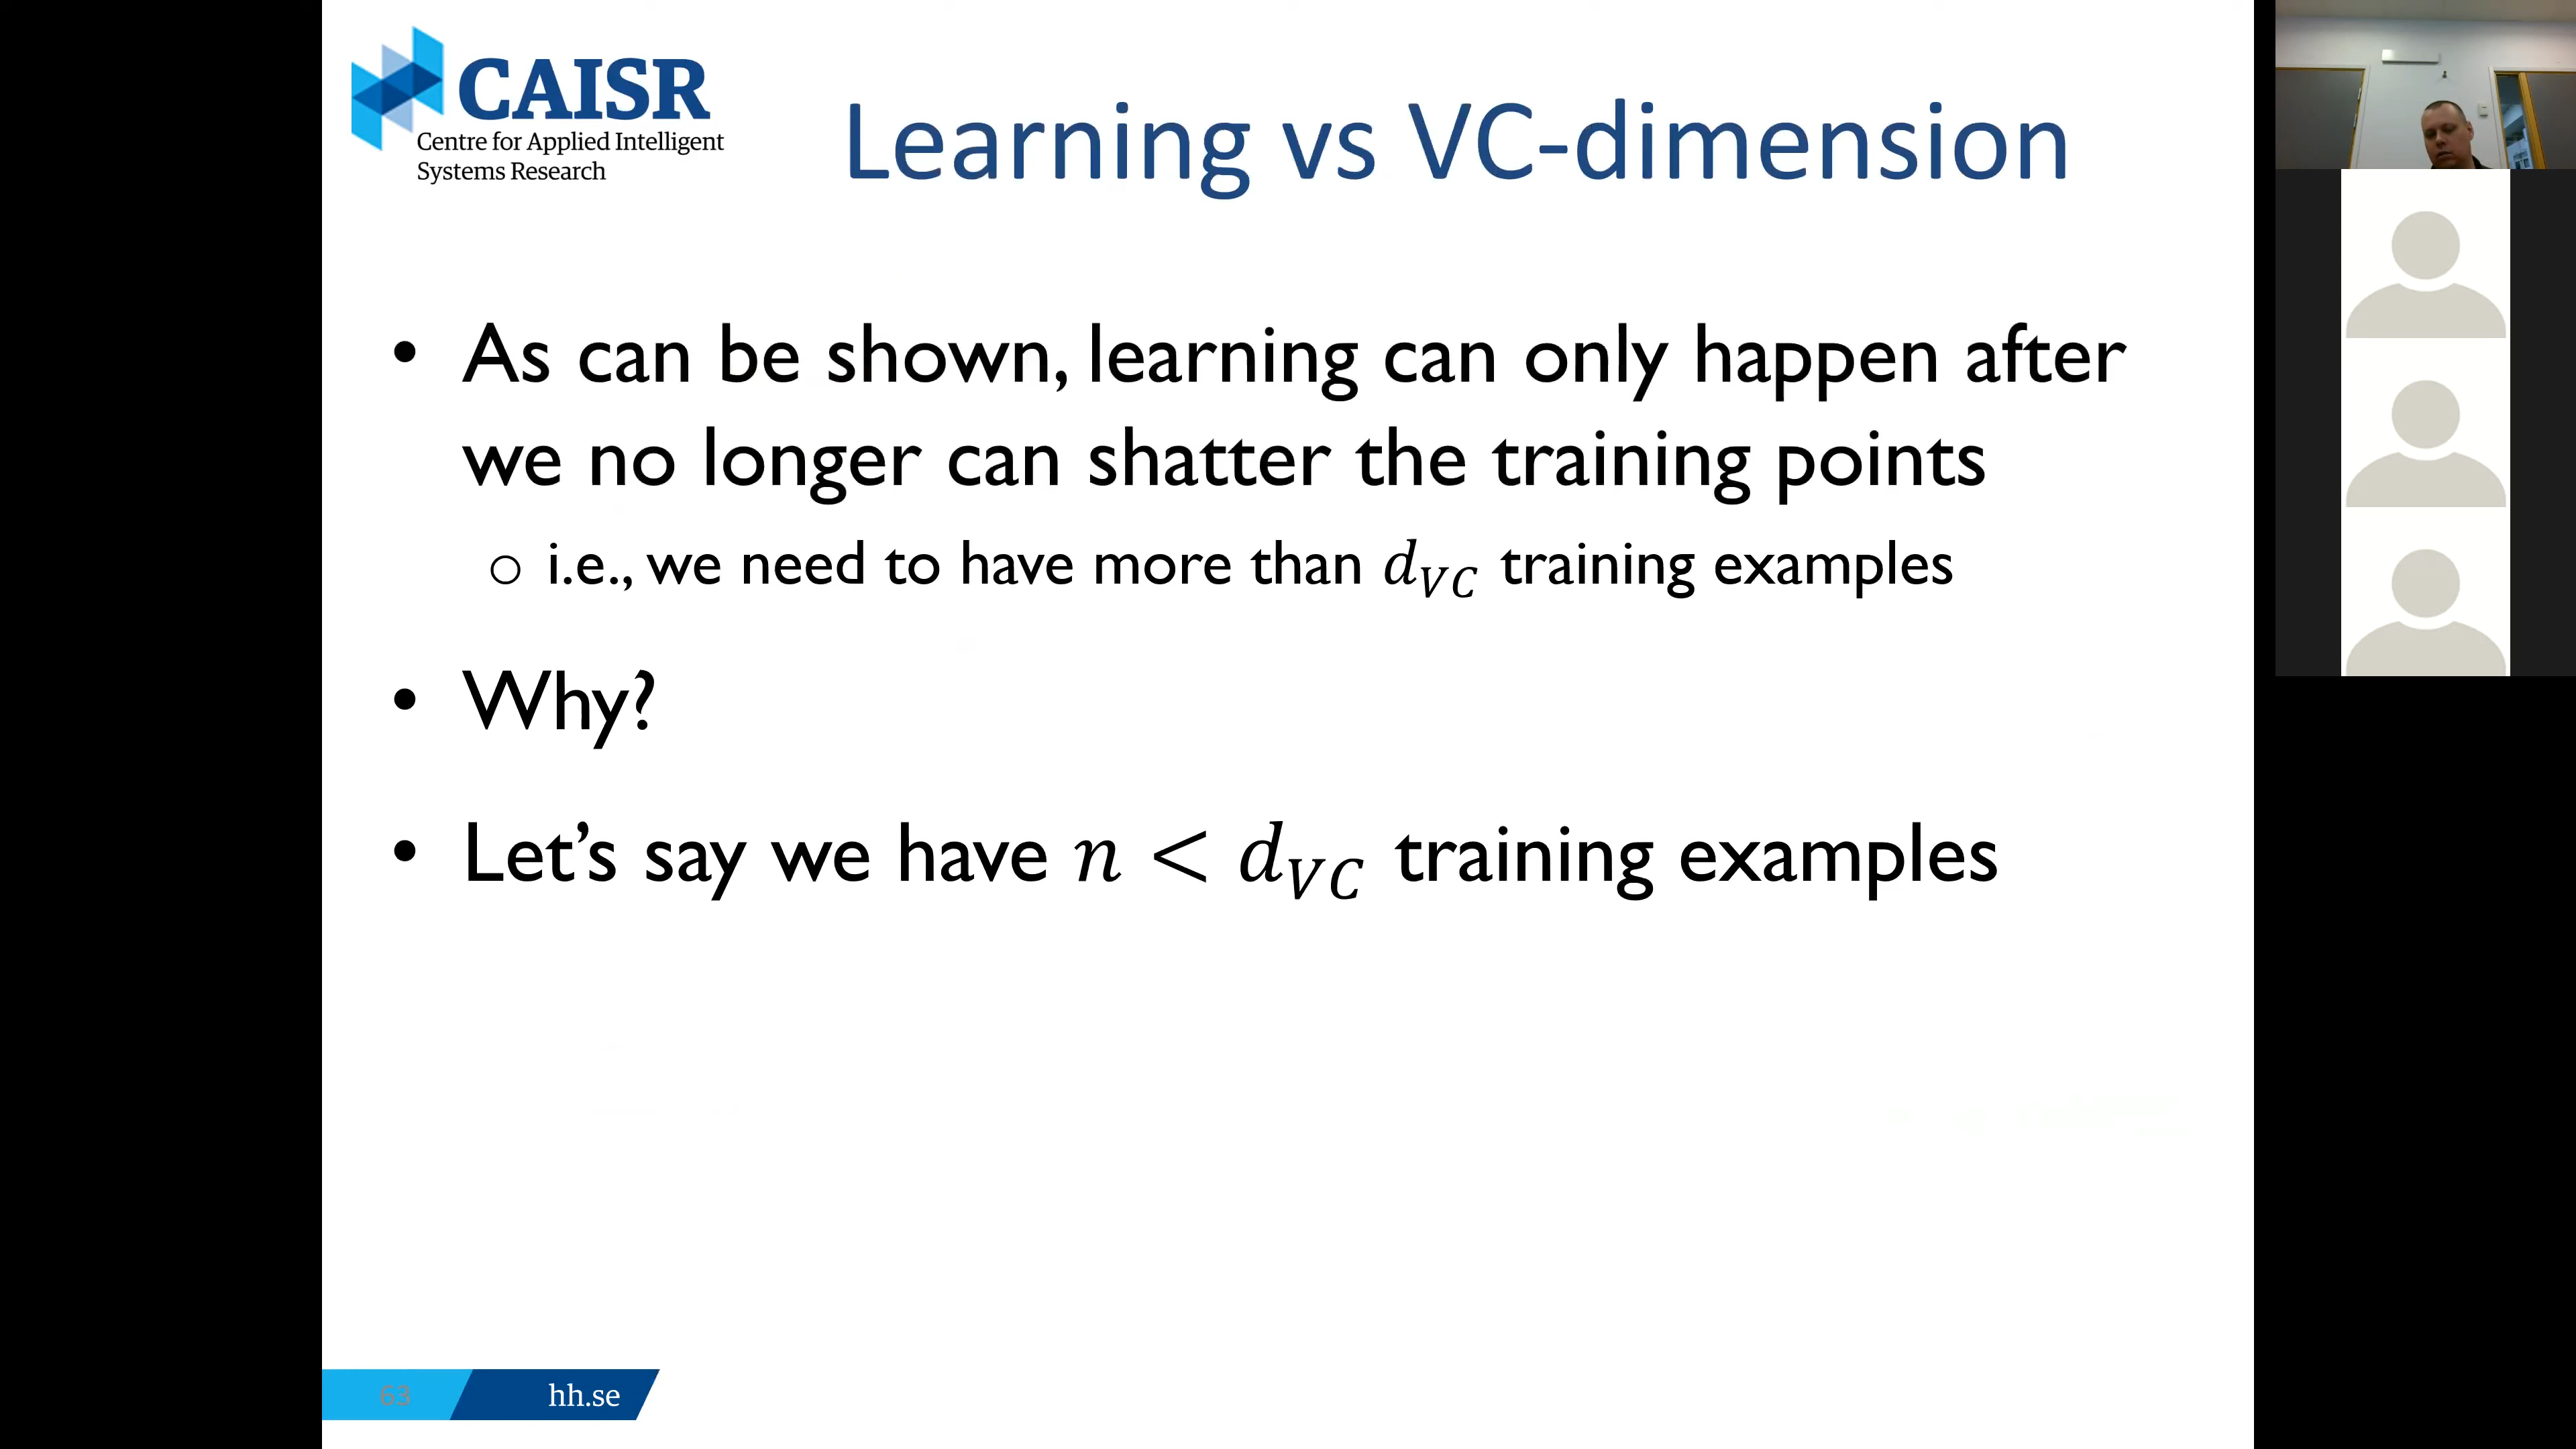 CAISR
Centre for Applied Intelligent
Systems Research
Learning vs VC-dimension
• As can be shown, learning can only happen after
we no longer can shatter the training points
o i.e., we need to have more than d_VC training examples
• Why?
• Let’s say we have n < d_VC training examples
63
hh.se